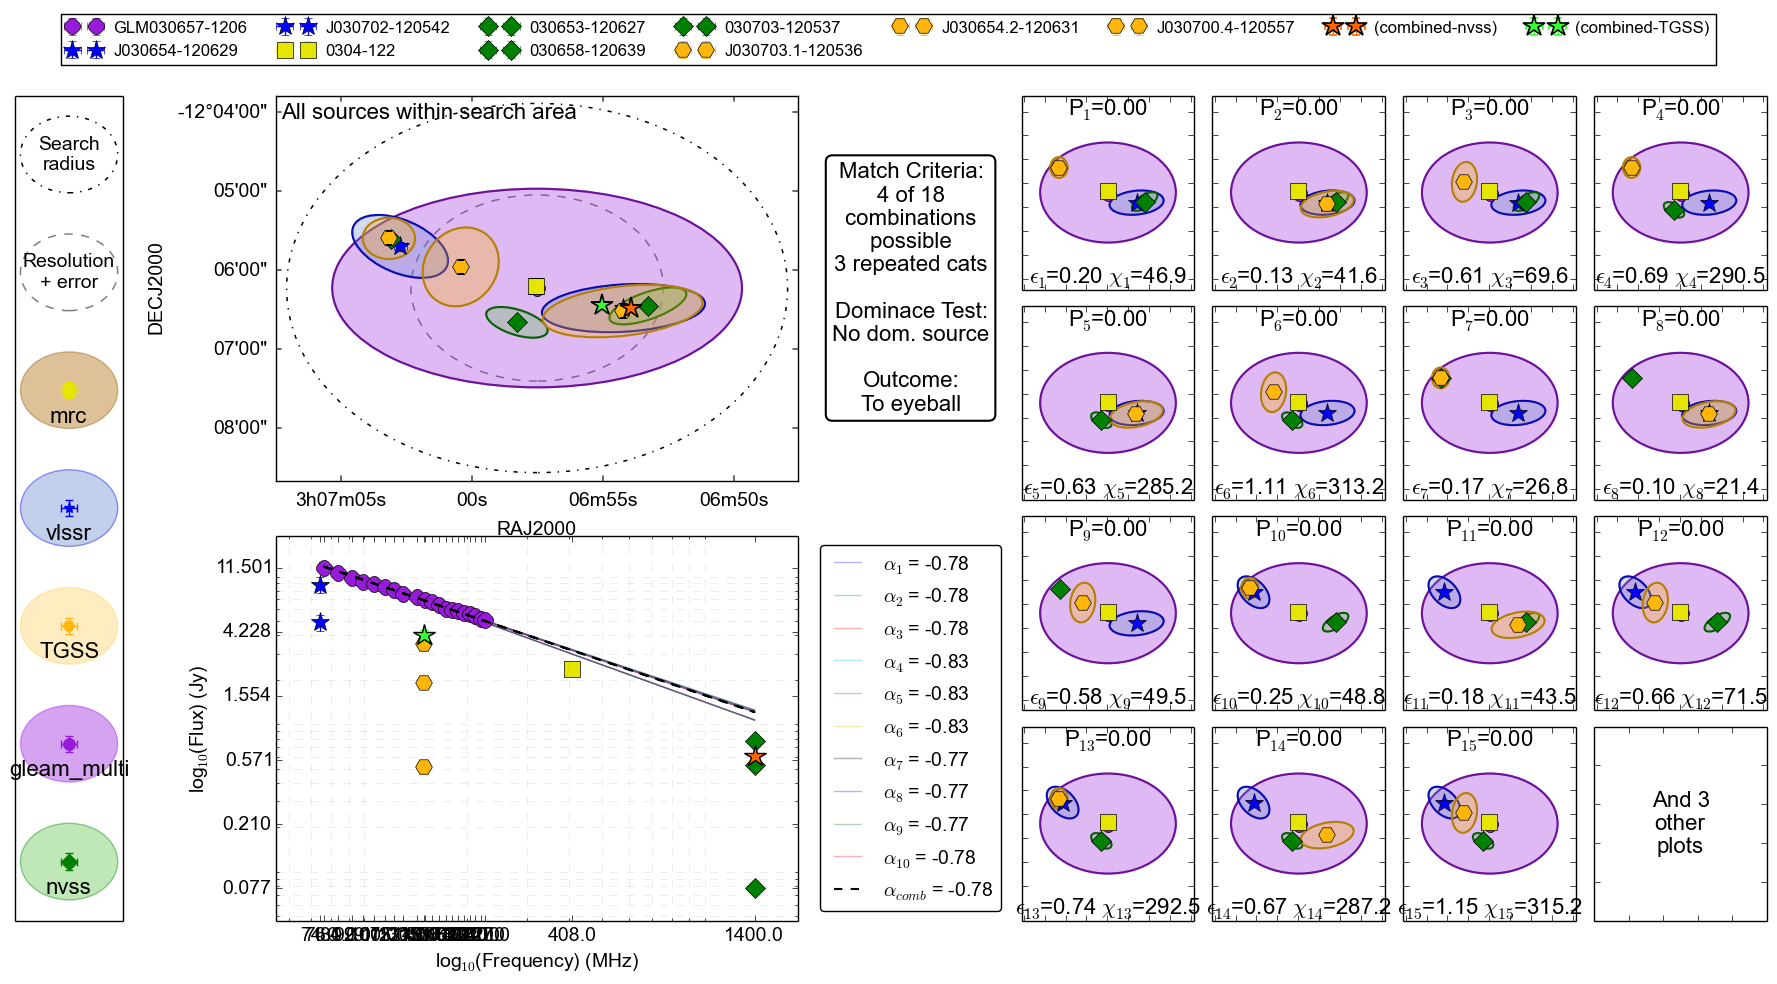 GLM030657-1206
J030702-120542
030653-120627
030703-120537
J030654.2-120631
J030700.4-120557
(combined-nvss)
(combined-TGSS)
J030654-120629
0304-122
030658-120639
J030703.1-120536
Search
radius
Resolution
+ error
mrc
vlssr
TGSS
gleam_multi
nvss
All sources within search area
-12°04'00"
05'00"
06'00"
07'00"
08'00"
DECJ2000
3h07m05s
00s
06m55s
06m50s
RAJ2000
Match Criteria:
4 of 18
combinations
possible
3 repeated cats
Dominace Test:
No dom. source
Outcome:
To eyeball
11.501
4.228
1.554
0.571
0.210
0.077
log10(Flux) (Jy)
408.0
1400.0
log10(Frequency) (MHz)
α1 = -0.78
α2 = -0.78
α3 = -0.78
α4 = -0.83
α5 = -0.83
α6 = -0.83
α7 = -0.77
α8 = -0.77
α9 = -0.77
α10 = -0.78
αcomb = -0.78
P1=0.00
ϵ1=0.20 χ1=46.9
P2=0.00
ϵ2=0.13 χ2=41.6
P3=0.00
ϵ3=0.61 χ3=69.6
P4=0.00
ϵ4=0.69 χ4=290.5
P5=0.00
ϵ5=0.63 χ5=285.2
P6=0.00
ϵ6=1.11 χ6=313.2
P7=0.00
ϵ7=0.17 χ7=26.8
P8=0.00
ϵ8=0.10 χ8=21.4
P9=0.00
ϵ9=0.58 χ9=49.5
P10=0.00
ϵ10=0.25 χ10=48.8
P11=0.00
ϵ11=0.18 χ11=43.5
P12=0.00
ϵ12=0.66 χ12=71.5
P13=0.00
ϵ13=0.74 χ13=292.5
P14=0.00
ϵ14=0.67 χ14=287.2
P15=0.00
ϵ15=1.15 χ15=315.2
And 3
other
plots